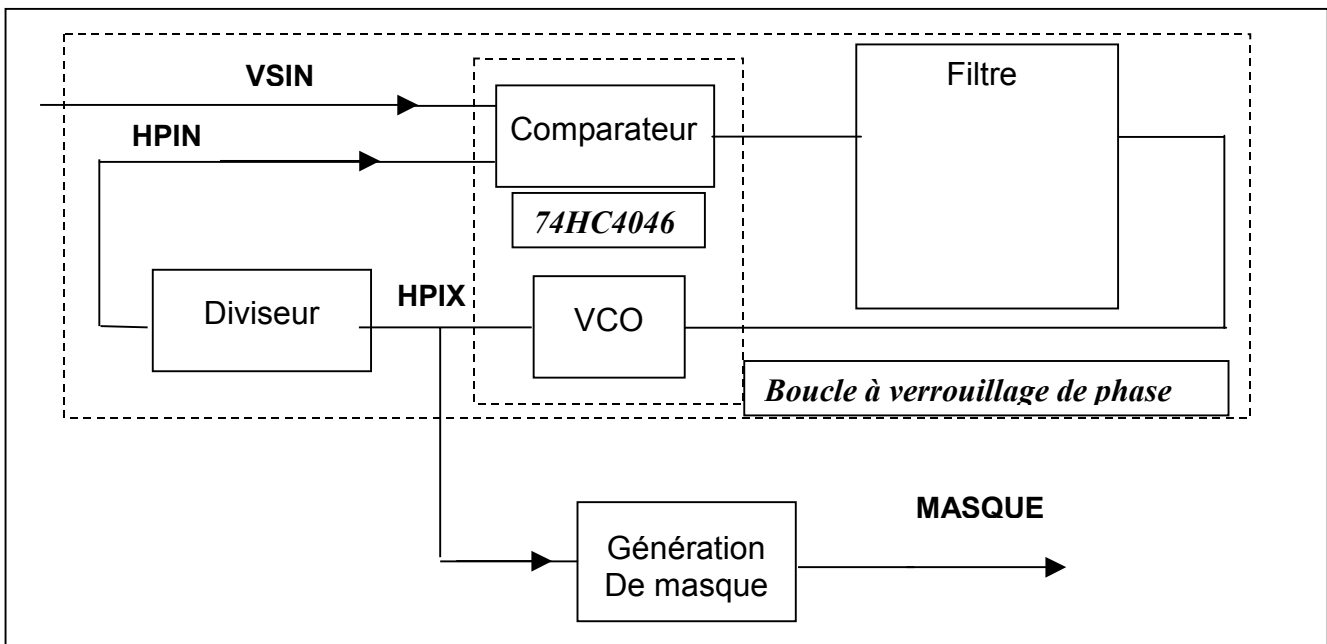 VSIN
Filtre
Comparateur
HPIN
74HC4046
HPIX
Diviseur
VCO
Boucle à verrouillage de phase
MASQUE
Génération
De masque